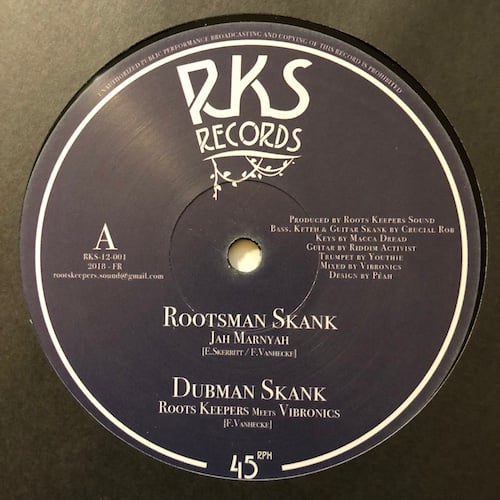 UNAUTHORIZED PUBLIC PERFORMANCE BROADCASTING AND COPYING OF THIS RECORD IS PROHIBITED
RKS
RECORDS
A
RKS-12-001
2018 - FR
rootskeepers.sound@gmail.com
Produced by Roots Keepers Sound
Bass, Keteh & Guitar Skank by Crucial Rob
Keys by Macca Dread
Guitar by Riddim Activist
Trumpet by Youthie
Mixed by Vibronics
Design by Péah
Rootsman Skank
Jah Marnyah
[E.Skerritt / F.Vanhecke]
Dubman Skank
Roots Keepers Meets Vibronics
[F.Vanhecke]
45 RPM